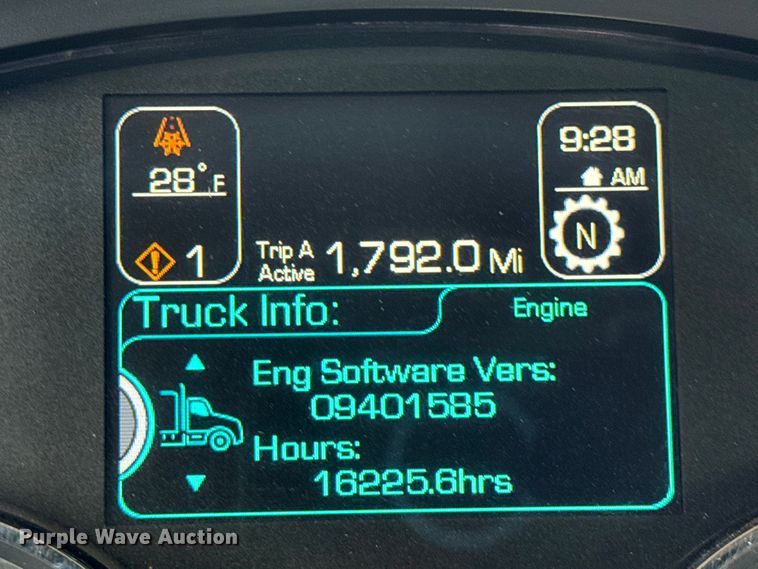 28°F
9:28
AM
N
1
Trip A
Active
1,792.0 Mi
Truck Info:
Engine
Eng Software Vers:
09401585
Hours:
16225.6hrs
Purple Wave Auction